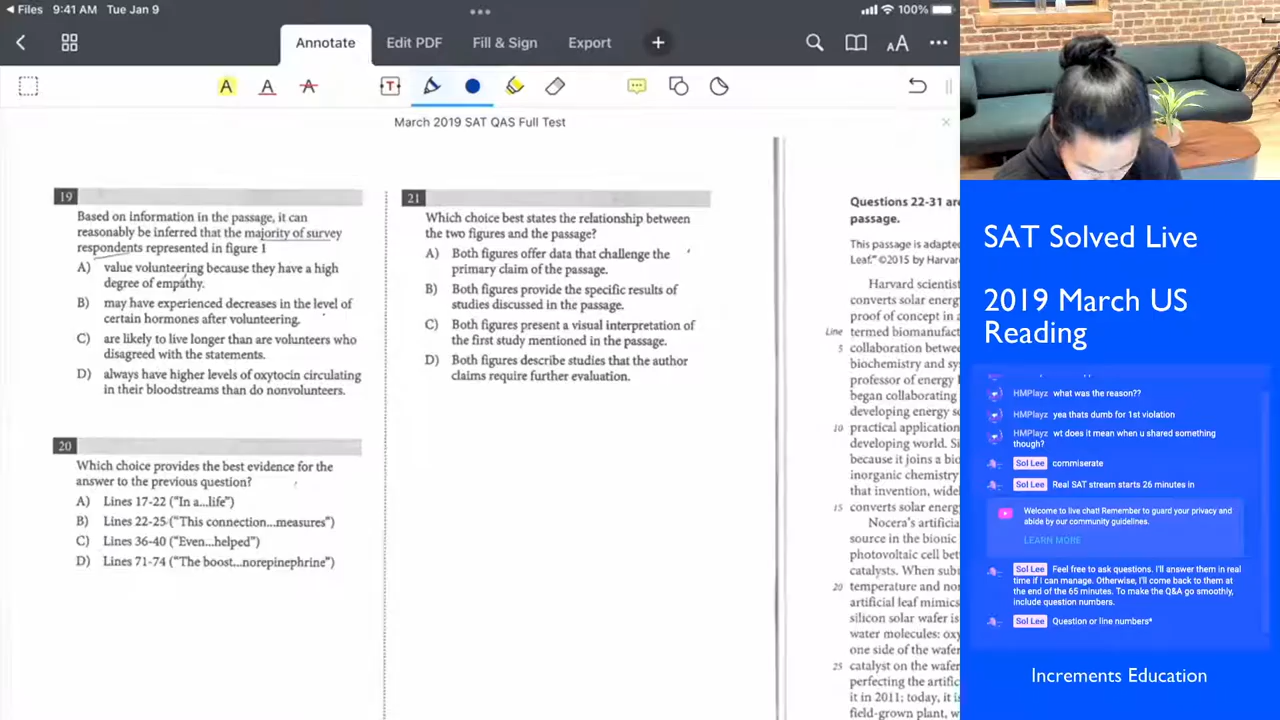 Files 9:41 AM Tue Jan 9
100%
Annotate
Edit PDF
Fill & Sign
Export
March 2019 SAT QAS Full Test
19
Based on information in the passage, it can
reasonably be inferred that the majority of survey
respondents represented in figure 1
A) value volunteering because they have a high
degree of empathy.
B) may have experienced decreases in the level of
certain hormones after volunteering.
C) are likely to live longer than are volunteers who
disagreed with the statements.
D) always have higher levels of oxytocin circulating
in their bloodstreams than do nonvolunteers.
20
Which choice provides the best evidence for the
answer to the previous question?
A) Lines 17-22 ("In a...life")
B) Lines 22-25 ("This connection...measures")
C) Lines 36-40 ("Even...helped")
D) Lines 71-74 ("The boost...norepinephrine")
21
Which choice best states the relationship between
the two figures and the passage?
A) Both figures offer data that challenge the
primary claim of the passage.
B) Both figures provide the specific results of
studies discussed in the passage.
C) Both figures present a visual interpretation of
the first study mentioned in the passage.
D) Both figures describe studies that the author
claims require further evaluation.
Questions 22-31 are
passage.
This passage is adapte
Leaf." ©2015 by Harvar
Harvard scientist
converts solar energ
proof of concept in a
Line termed biomanufact
5 collaboration betwee
biochemistry and sy
professor of energy
began collaborating
developing energy so
10 practical application
developing world. Si
because it joins a bio
inorganic chemistry
that invention, wide
15 converts solar energ
Nocera's artificia
source in the bionic
photovoltaic cell bet
catalysts. When sub
20 temperature and nor
artificial leaf mimics
silicon solar wafer is
water molecules: oxy
one side of the wafe
25 catalyst on the wafer
perfecting the artific
it in 2011; today, it is
field-grown plant, w
SAT Solved Live
2019 March US
Reading
HMPlayz what was the reason??
HMPlayz yea thats dumb for 1st violation
HMPlayz wt does it mean when u shared something
though?
Sol Lee commiserate
Sol Lee Real SAT stream starts 26 minutes in
Welcome to live chat! Remember to guard your privacy and
abide by our community guidelines.
LEARN MORE
Sol Lee Feel free to ask questions. I'll answer them in real
time if I can manage. Otherwise, I'll come back to them at
the end of the 65 minutes. To make the Q&A go smoothly,
include question numbers.
Sol Lee Question or line numbers*
Increments Education